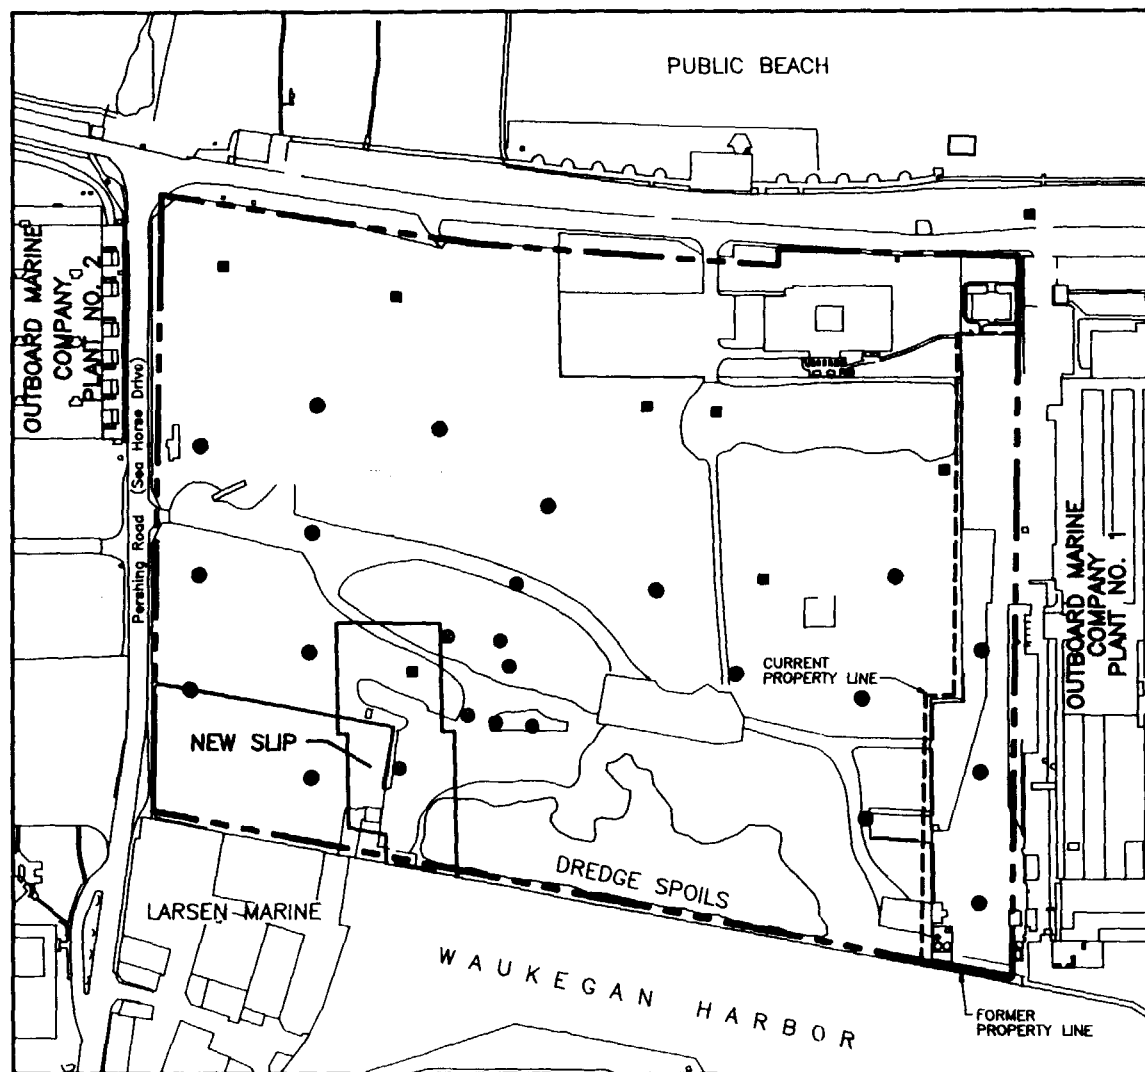 PUBLIC BEACH
OUTBOARD MARINE
COMPANY
PLANT NO. 2
Pershing Road (Sea Horse Drive)
OUTBOARD MARINE
COMPANY
PLANT NO. 1
CURRENT
PROPERTY LINE
NEW SLIP
DREDGE SPOILS
LARSEN MARINE
WAUKEGAN HARBOR
FORMER
PROPERTY LINE